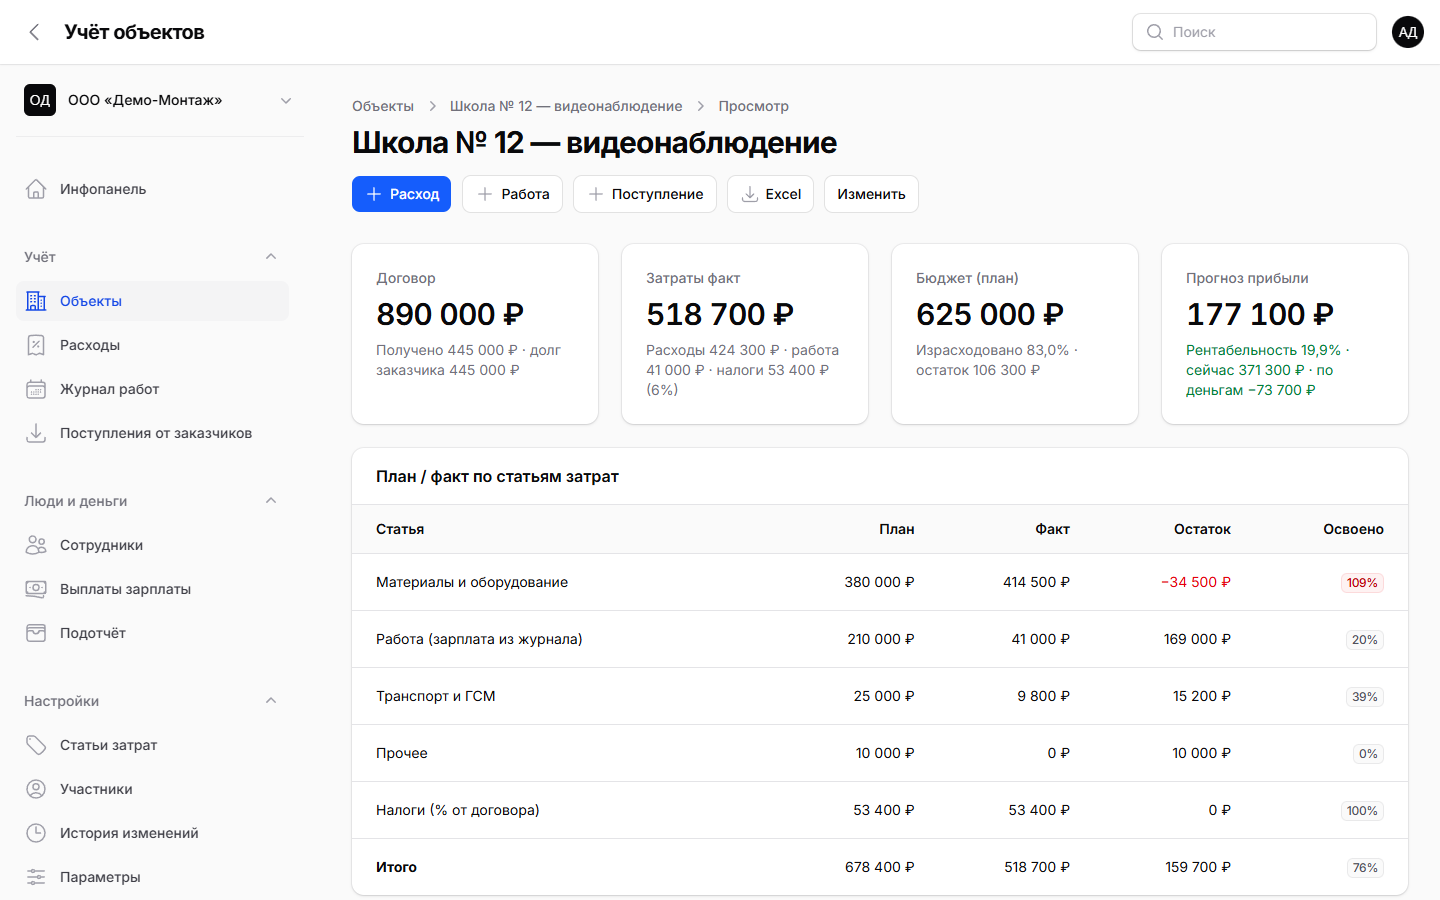 Учёт объектов
Поиск
АД
ОД
ООО «Демо-Монтаж»
Инфопанель
Учёт
Объекты
Расходы
Журнал работ
Поступления от заказчиков
Люди и деньги
Сотрудники
Выплаты зарплаты
Подотчёт
Настройки
Статьи затрат
Участники
История изменений
Параметры
Объекты > Школа № 12 — видеонаблюдение > Просмотр
Школа № 12 — видеонаблюдение
Расход
Работа
Поступление
Excel
Изменить
Договор
890 000 ₽
Получено 445 000 ₽ · долг
заказчика 445 000 ₽
Затраты факт
518 700 ₽
Расходы 424 300 ₽ · работа
41 000 ₽ · налоги 53 400 ₽
(6%)
Бюджет (план)
625 000 ₽
Израсходовано 83,0% ·
остаток 106 300 ₽
Прогноз прибыли
177 100 ₽
Рентабельность 19,9% ·
сейчас 371 300 ₽ · по
деньгам −73 700 ₽
План / факт по статьям затрат
Статья План Факт Остаток Освоено
Материалы и оборудование 380 000 ₽ 414 500 ₽ −34 500 ₽ 109%
Работа (зарплата из журнала) 210 000 ₽ 41 000 ₽ 169 000 ₽ 20%
Транспорт и ГСМ 25 000 ₽ 9 800 ₽ 15 200 ₽ 39%
Прочее 10 000 ₽ 0 ₽ 10 000 ₽ 0%
Налоги (% от договора) 53 400 ₽ 53 400 ₽ 0 ₽ 100%
Итого 678 400 ₽ 518 700 ₽ 159 700 ₽ 76%